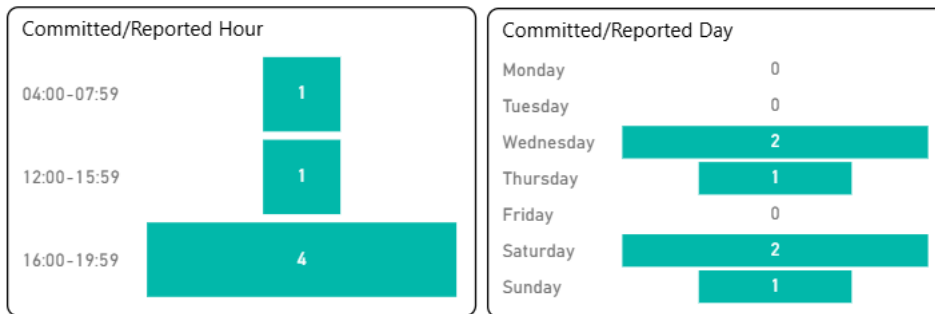 Committed/Reported Hour
04:00-07:59 1
12:00-15:59 1
16:00-19:59 4
Committed/Reported Day
Monday 0
Tuesday 0
Wednesday 2
Thursday 1
Friday 0
Saturday 2
Sunday 1